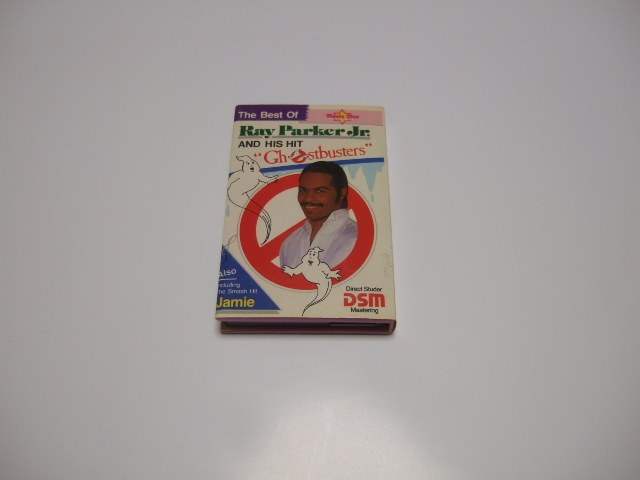 The Best Of
Ray Parker Jr.
AND HIS HIT
"Ghostbusters"
Also
including
the Smash Hit
Jamie
Direct Studer
DSM
Mastering